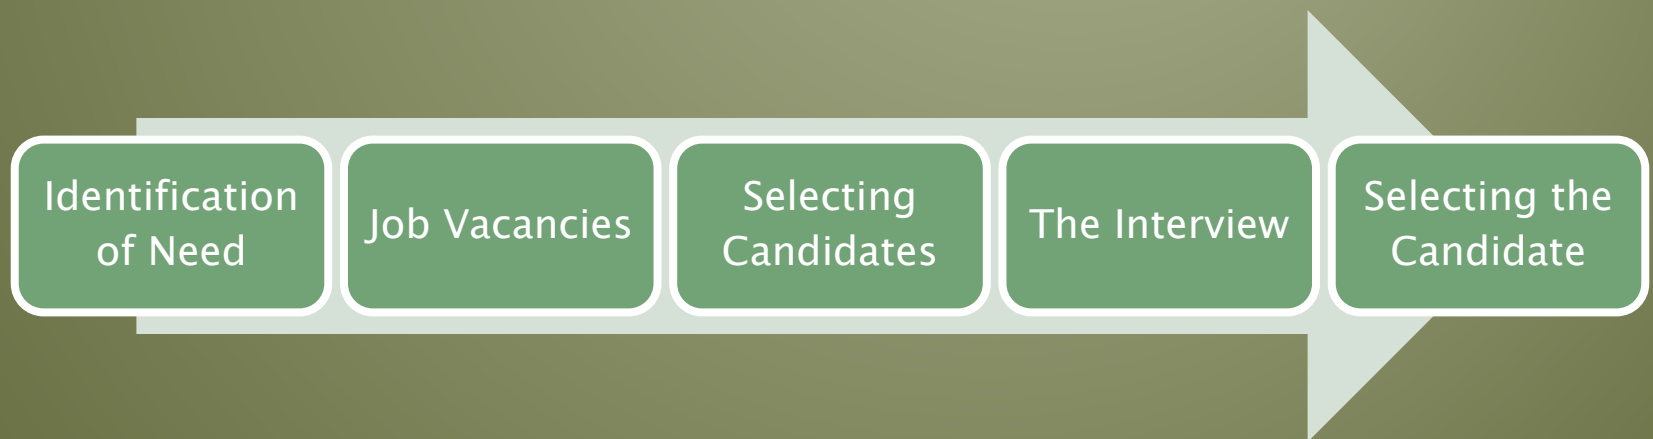 Identification
of Need
Job Vacancies
Selecting
Candidates
The Interview
Selecting the
Candidate